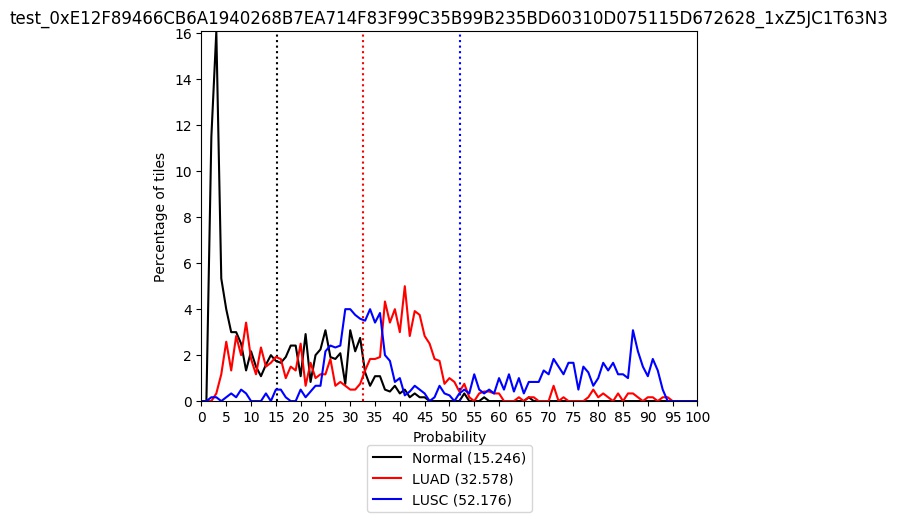 test_0xE12F89466CB6A1940268B7EA714F83F99C35B99B235BD60310D075115D672628_1xZ5JC1T63N3
16
14
12
10
8
6
4
2
0
Percentage of tiles
0 5 10 15 20 25 30 35 40 45 50 55 60 65 70 75 80 85 90 95 100
Probability
Normal (15.246)
LUAD (32.578)
LUSC (52.176)